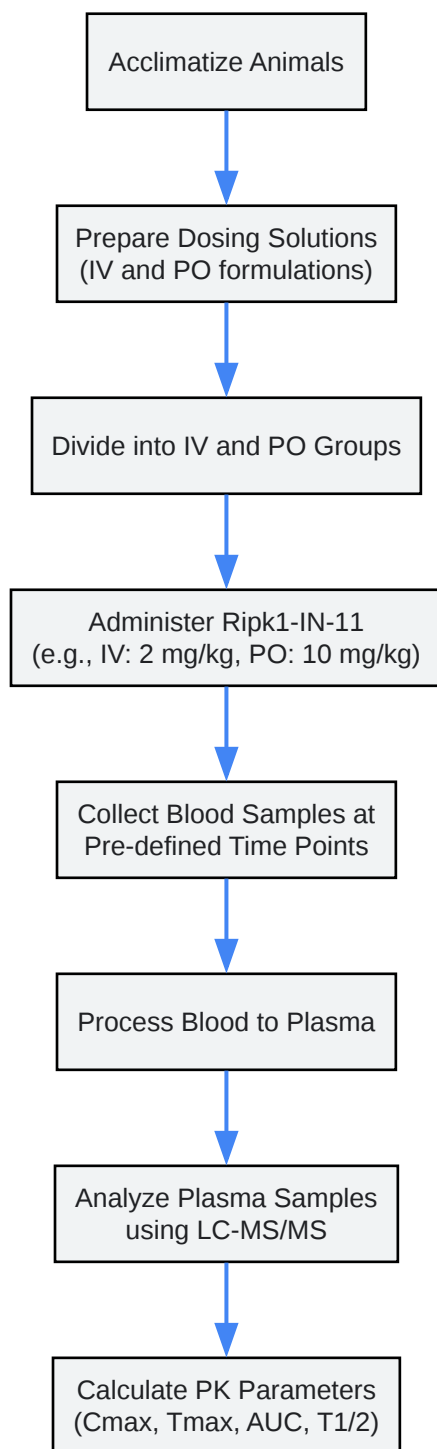 Acclimatize Animals
Prepare Dosing Solutions
(IV and PO formulations)
Divide into IV and PO Groups
Administer Ripk1-IN-11
(e.g., IV: 2 mg/kg, PO: 10 mg/kg)
Collect Blood Samples at
Pre-defined Time Points
Process Blood to Plasma
Analyze Plasma Samples
using LC-MS/MS
Calculate PK Parameters
(Cmax, Tmax, AUC, T1/2)